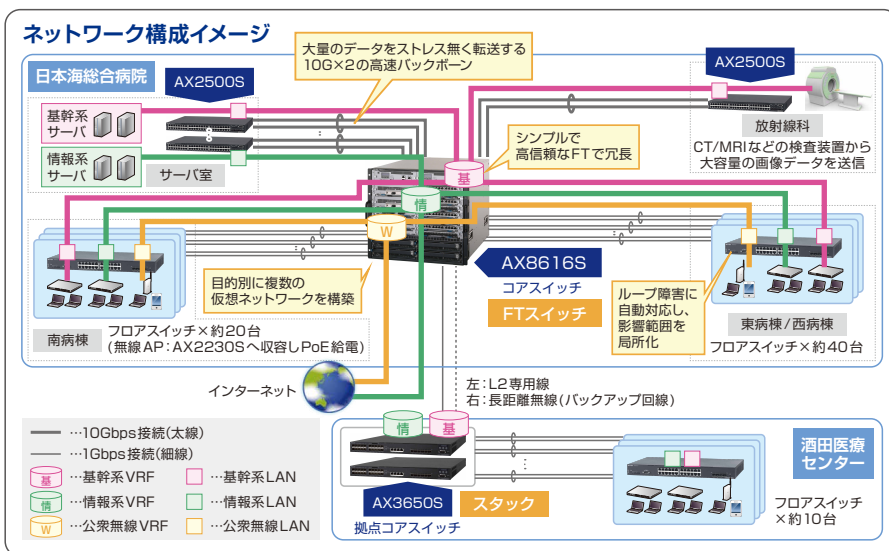 ネットワーク構成イメージ
日本海総合病院
AX2500S
大量のデータをストレス無く転送する
10G×2の高速バックボーン
AX2500S
基幹系
サーバ
情報系
サーバ
サーバ室
シンプルで
高信頼なFTで冗長
放射線科
CT/MRIなどの検査装置から
大容量の画像データを送信
基
情
W
AX8616S
コアスイッチ
FTスイッチ
目的別に複数の
仮想ネットワークを構築
ループ障害に
自動対応し、
影響範囲を
局所化
南病棟
フロアスイッチ×約20台
(無線AP:AX2230Sへ収容しPoE給電)
東病棟/西病棟
フロアスイッチ×約40台
インターネット
左:L2専用線
右:長距離無線(バックアップ回線)
情
基
酒田医療
センター
AX3650S
スタック
拠点コアスイッチ
フロアスイッチ
×約10台
…10Gbps接続(太線)
…1Gbps接続(細線)
基 …基幹系VRF …基幹系LAN
情 …情報系VRF …情報系LAN
W …公衆無線VRF …公衆無線LAN